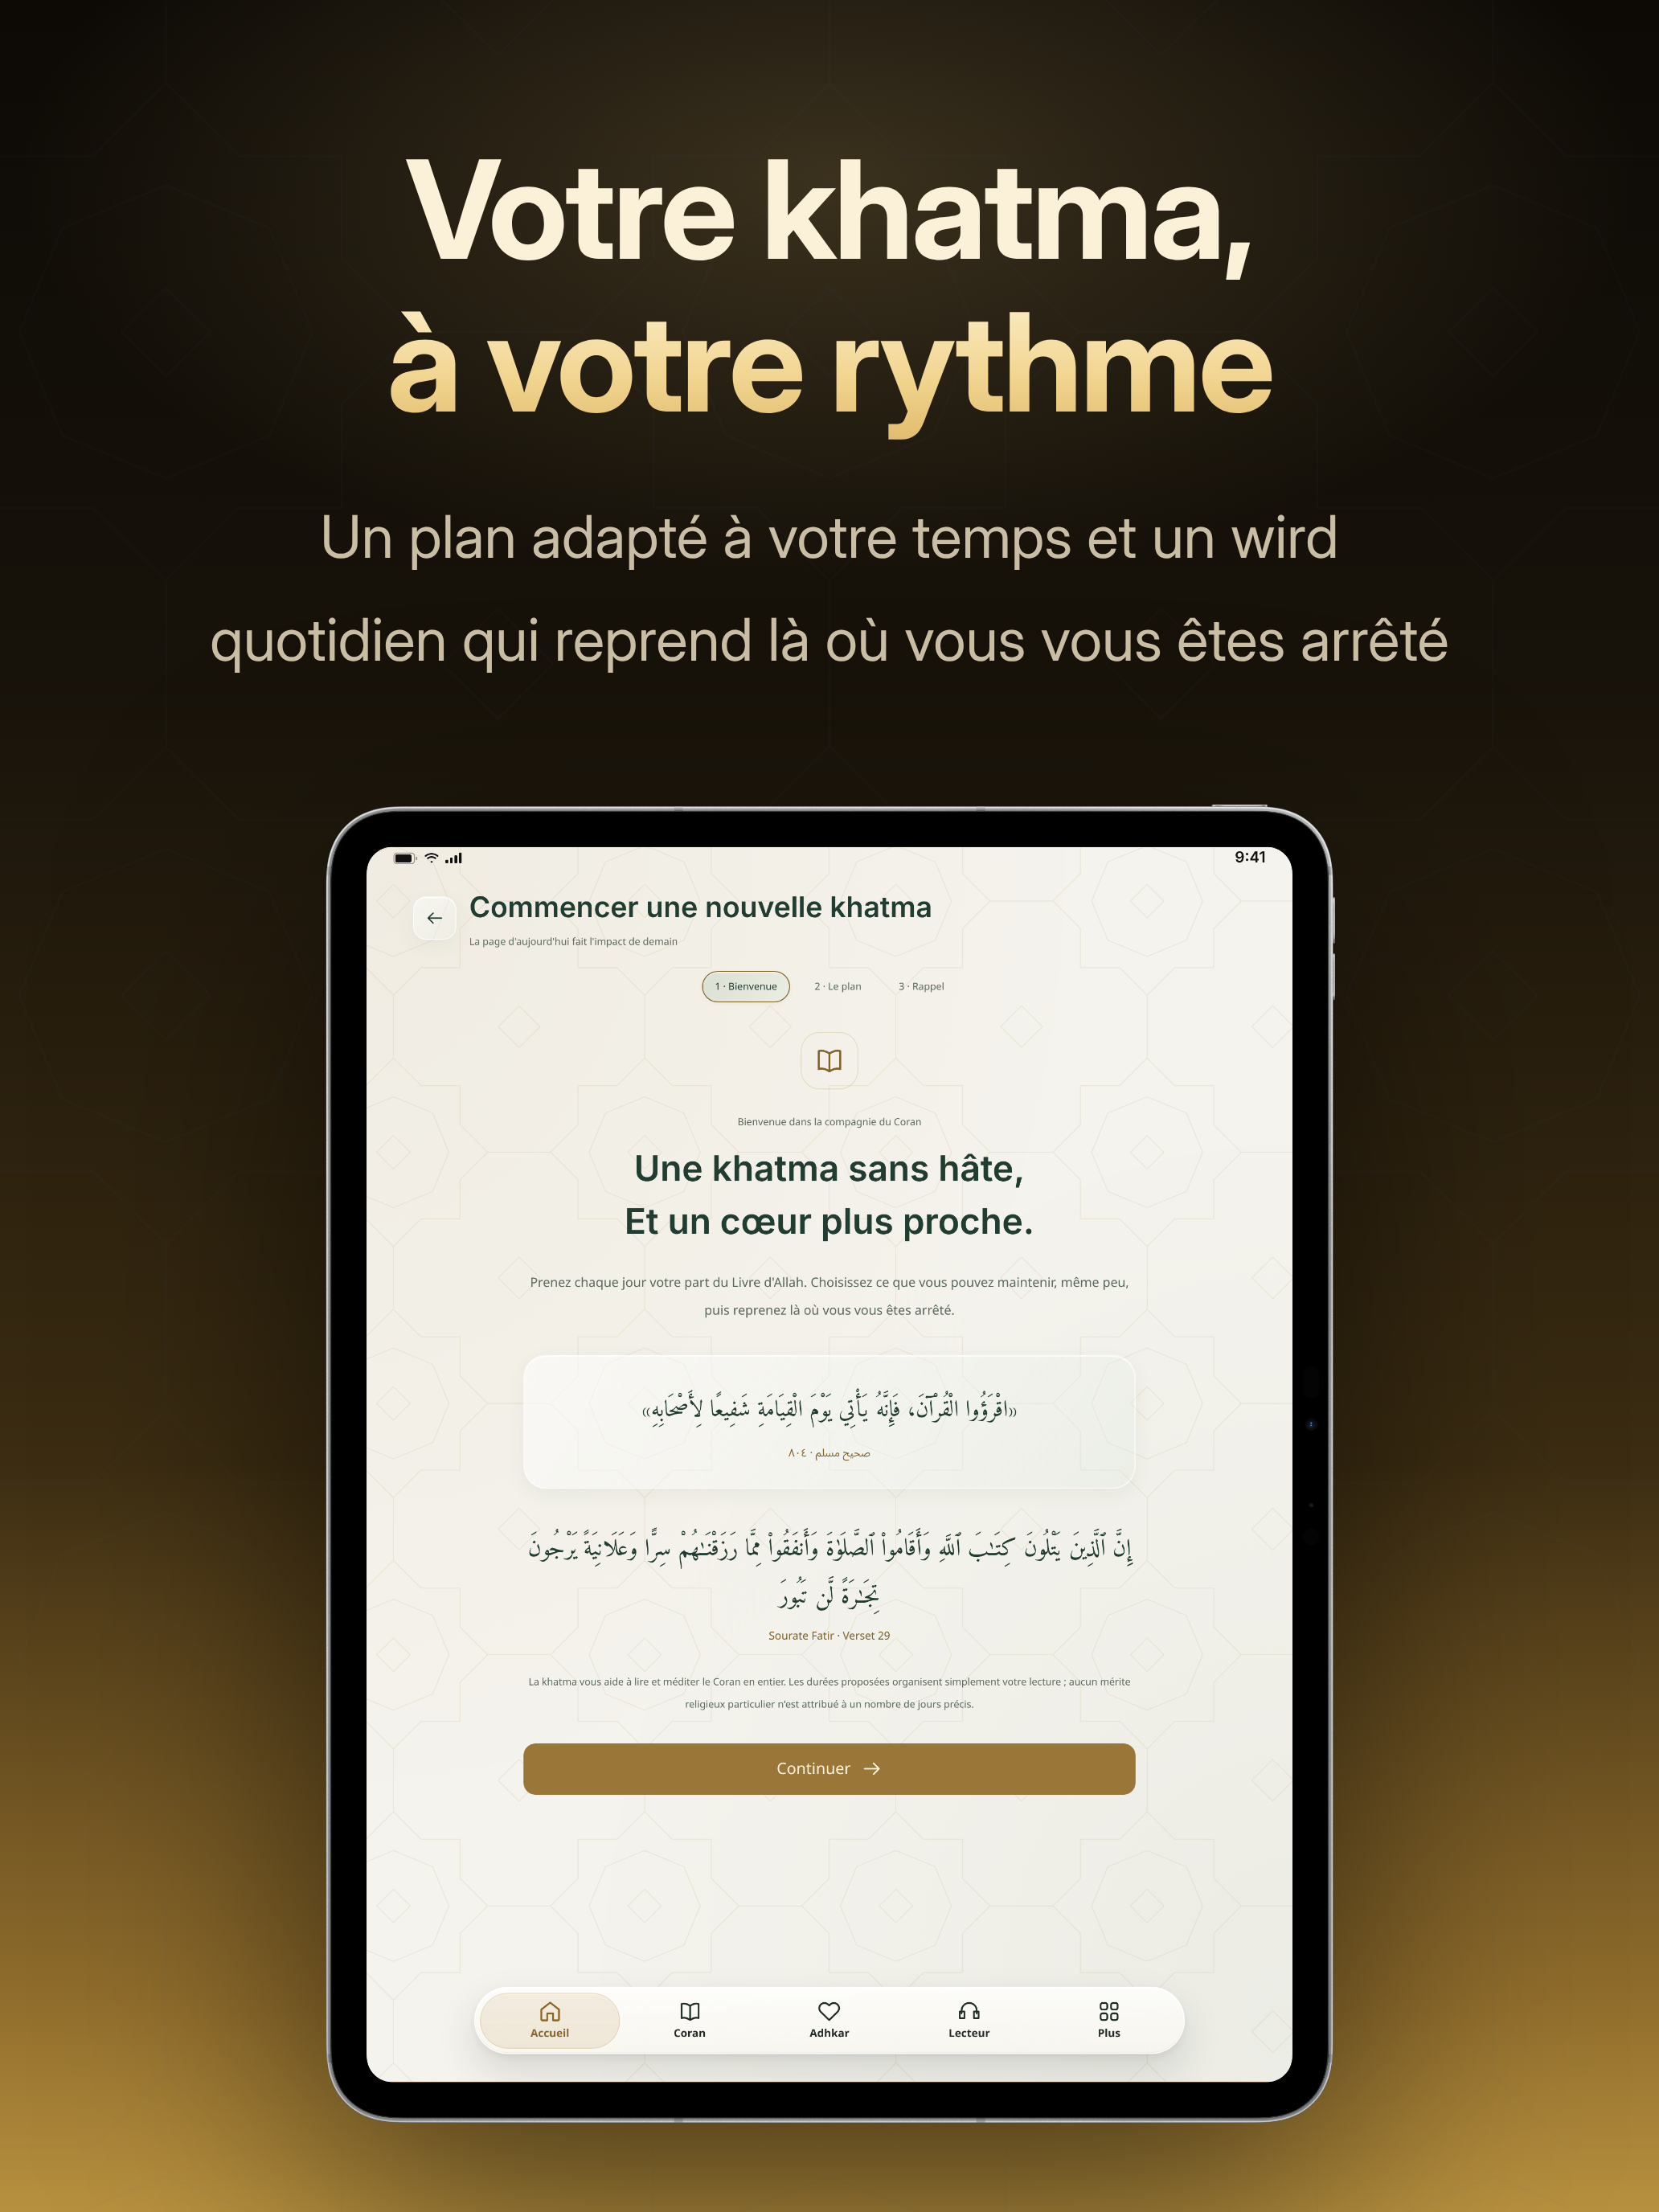 Votre khatma,
à votre rythme
Un plan adapté à votre temps et un wird
quotidien qui reprend là où vous vous êtes arrêté
9:41
Commencer une nouvelle khatma
La page d'aujourd'hui fait l'impact de demain
1 · Bienvenue
2 · Le plan
3 · Rappel
Bienvenue dans la compagnie du Coran
Une khatma sans hâte,
Et un cœur plus proche.
Prenez chaque jour votre part du Livre d'Allah. Choisissez ce que vous pouvez maintenir, même peu,
puis reprenez là où vous vous êtes arrêté.
«اقْرَؤُوا الْقُرْآنَ، فَإِنَّهُ يَأْتِي يَوْمَ الْقِيَامَةِ شَفِيعًا لِأَصْحَابِهِ»
صحيح مسلم · ٨٠٤
إِنَّ ٱلَّذِينَ يَتْلُونَ كِتَـٰبَ ٱللَّهِ وَأَقَامُوا۟ ٱلصَّلَوٰةَ وَأَنفَقُوا۟ مِمَّا رَزَقْنَـٰهُمْ سِرًّا وَعَلَانِيَةً يَرْجُونَ
تِجَـٰرَةً لَّن تَبُورَ
Sourate Fatir · Verset 29
La khatma vous aide à lire et méditer le Coran en entier. Les durées proposées organisent simplement votre lecture ; aucun mérite
religieux particulier n'est attribué à un nombre de jours précis.
Continuer
Accueil
Coran
Adhkar
Lecteur
Plus